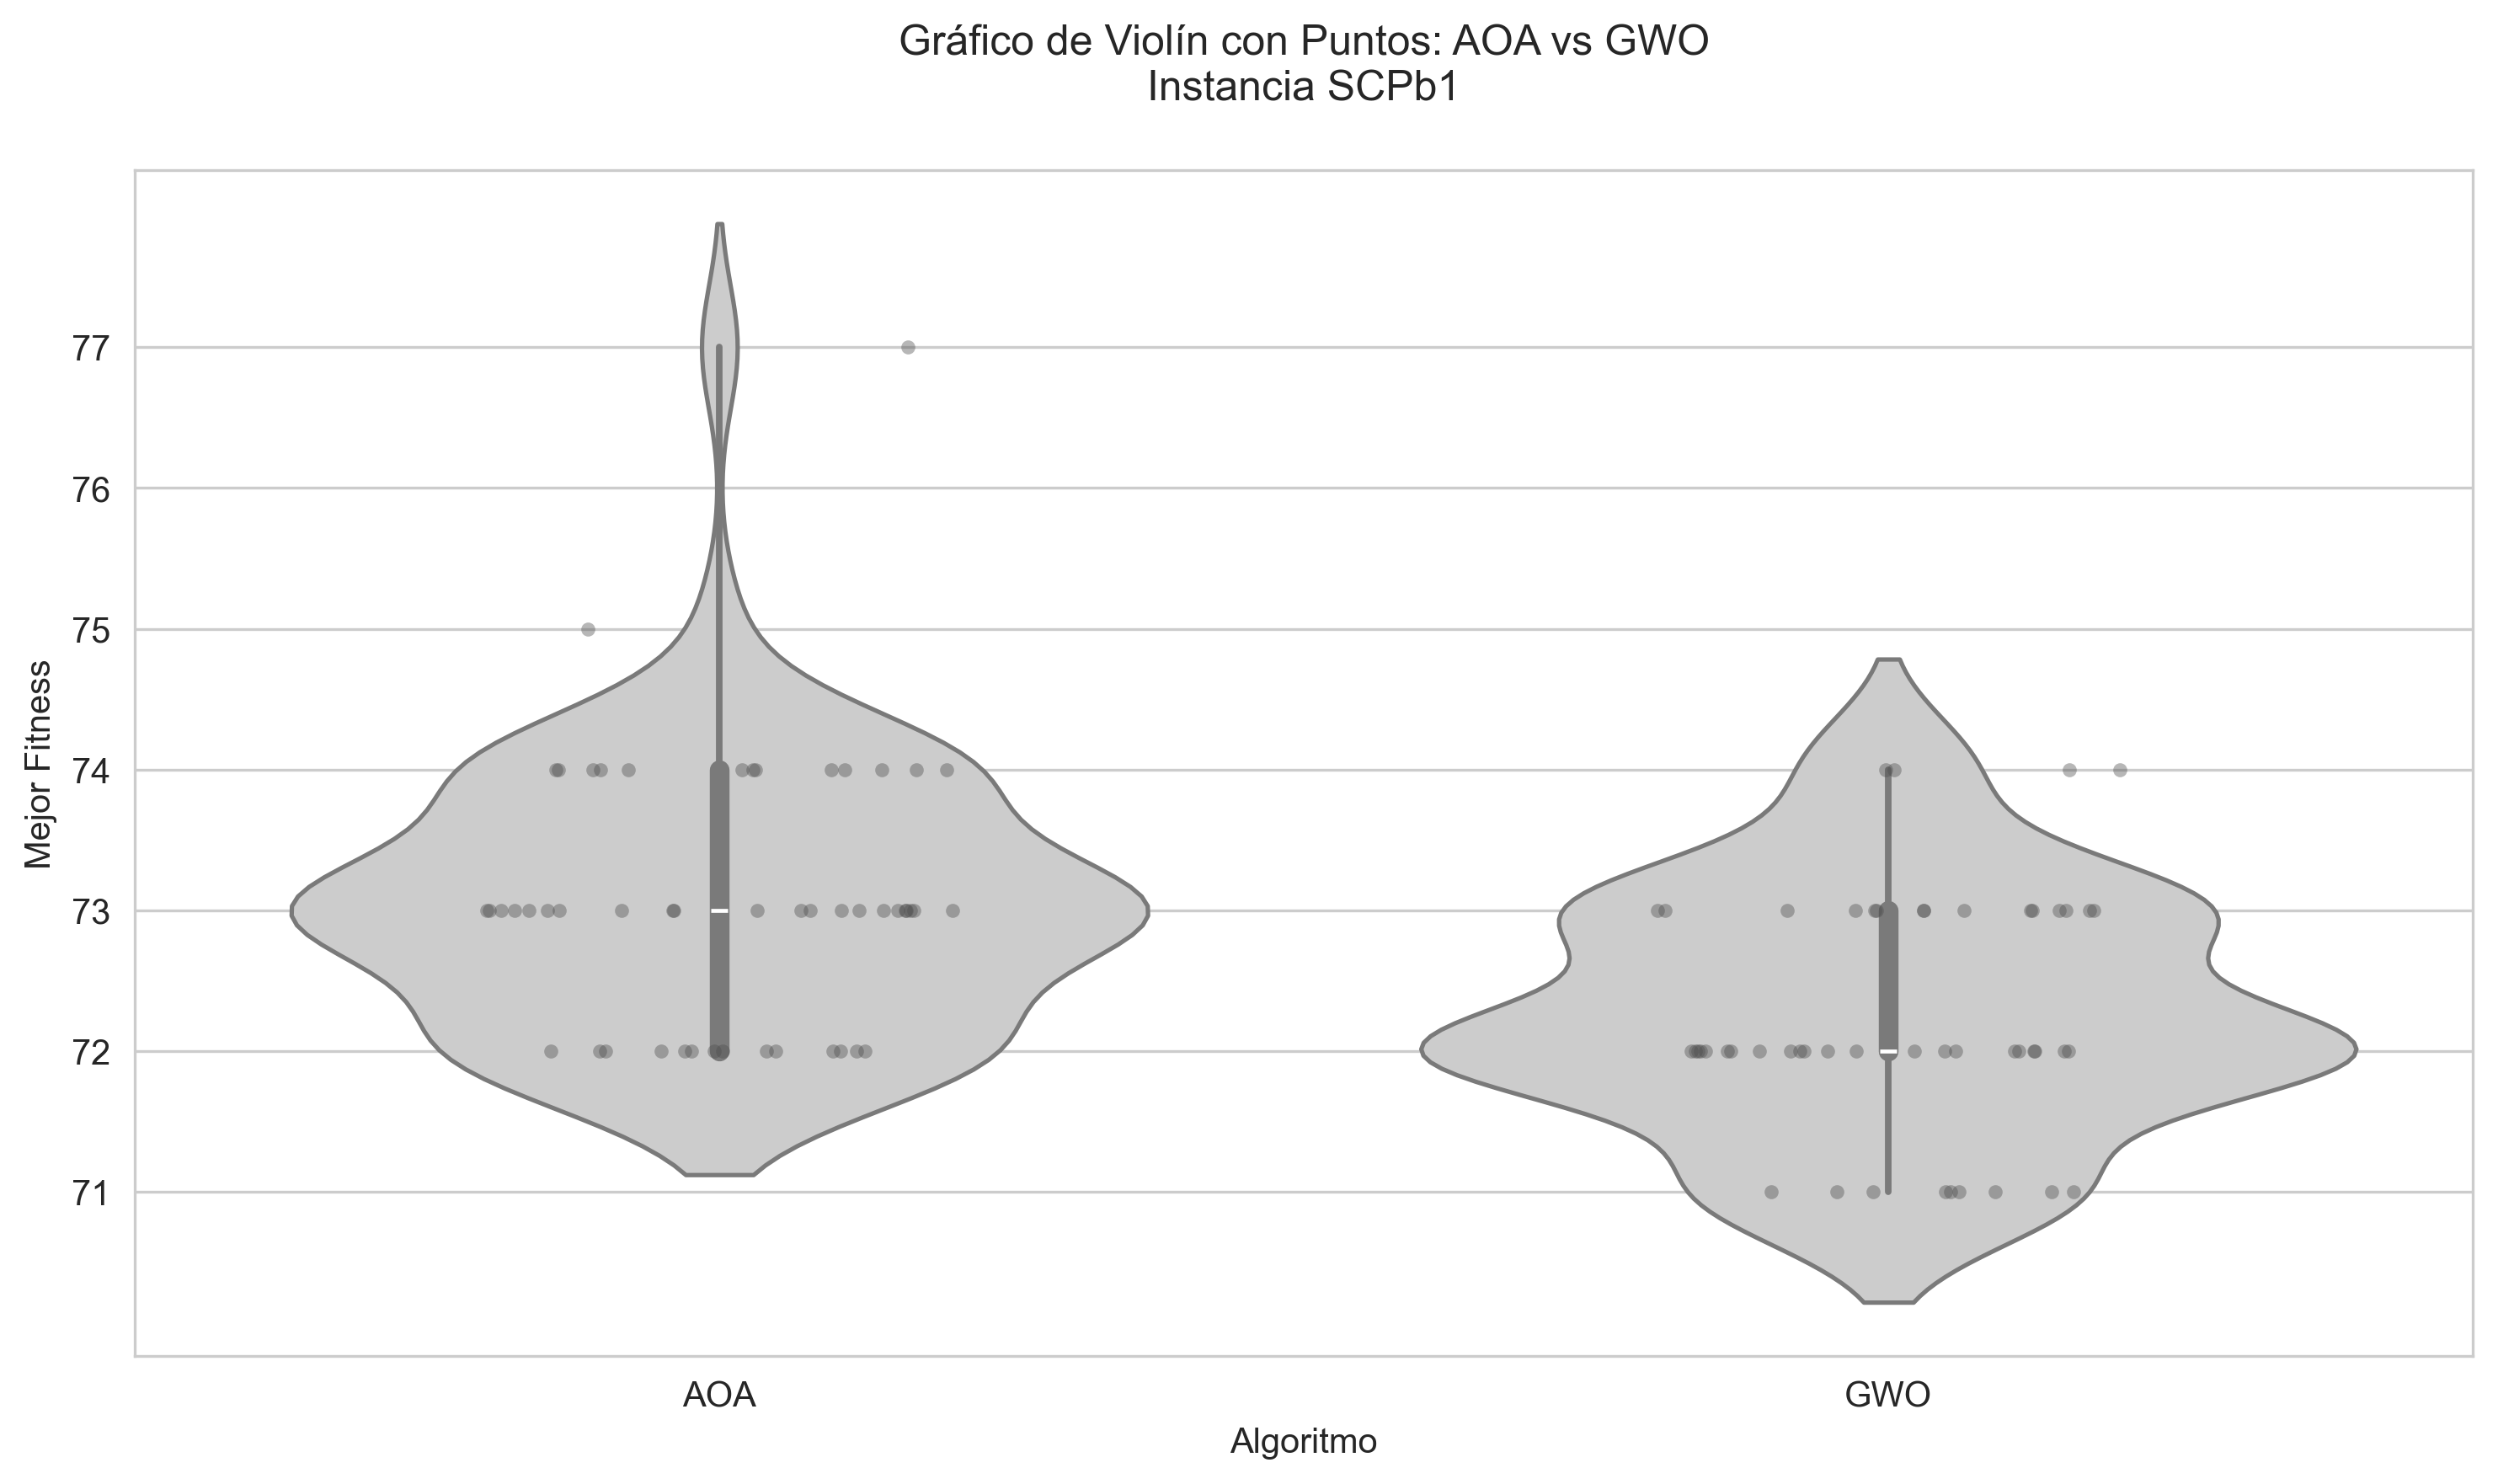 Gráfico de Violín con Puntos: AOA vs GWO
Instancia SCPb1
Mejor Fitness
77
76
75
74
73
72
71
AOA
GWO
Algoritmo